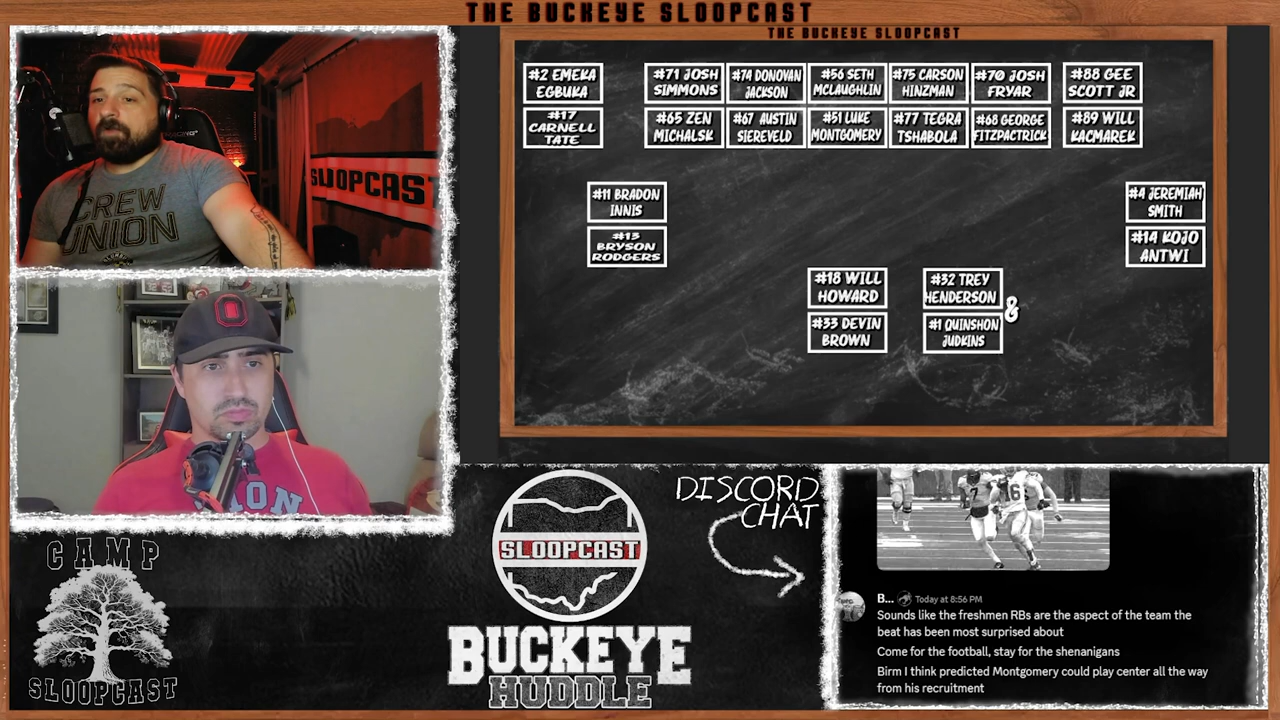 THE BUCKEYE SLOOPCAST
THE BUCKEYE SLOOPCAST
CREW
UNION
SLOOPCAST
#2 EMEKA
EGBUKA
#17
CARNELL
TATE
#71 JOSH
SIMMONS
#65 ZEN
MICHALSK
#74 DONOVAN
JACKSON
#67 AUSTIN
SIEREVELD
#56 SETH
MCLAUGHLIN
#51 LUKE
MONTGOMERY
#75 CARSON
HINZMAN
#77 TEGRA
TSHABOLA
#70 JOSH
FRYAR
#68 GEORGE
FITZPACTRICK
#88 GEE
SCOTT JR
#89 WILL
KACMAREK
#11 BRADON
INNIS
#13
BRYSON
RODGERS
#4 JEREMIAH
SMITH
#14 KOJO
ANTWI
#18 WILL
HOWARD
#33 DEVIN
BROWN
#32 TREY
HENDERSON
#1 QUINSHON
JUDKINS
&
CAMP
SLOOPCAST
SLOOPCAST
BUCKEYE
HUDDLE
DISCORD
CHAT
7
16
B... Today at 8:56 PM
Sounds like the freshmen RBs are the aspect of the team the
beat has been most surprised about
Come for the football, stay for the shenanigans
Birm I think predicted Montgomery could play center all the way
from his recruitment